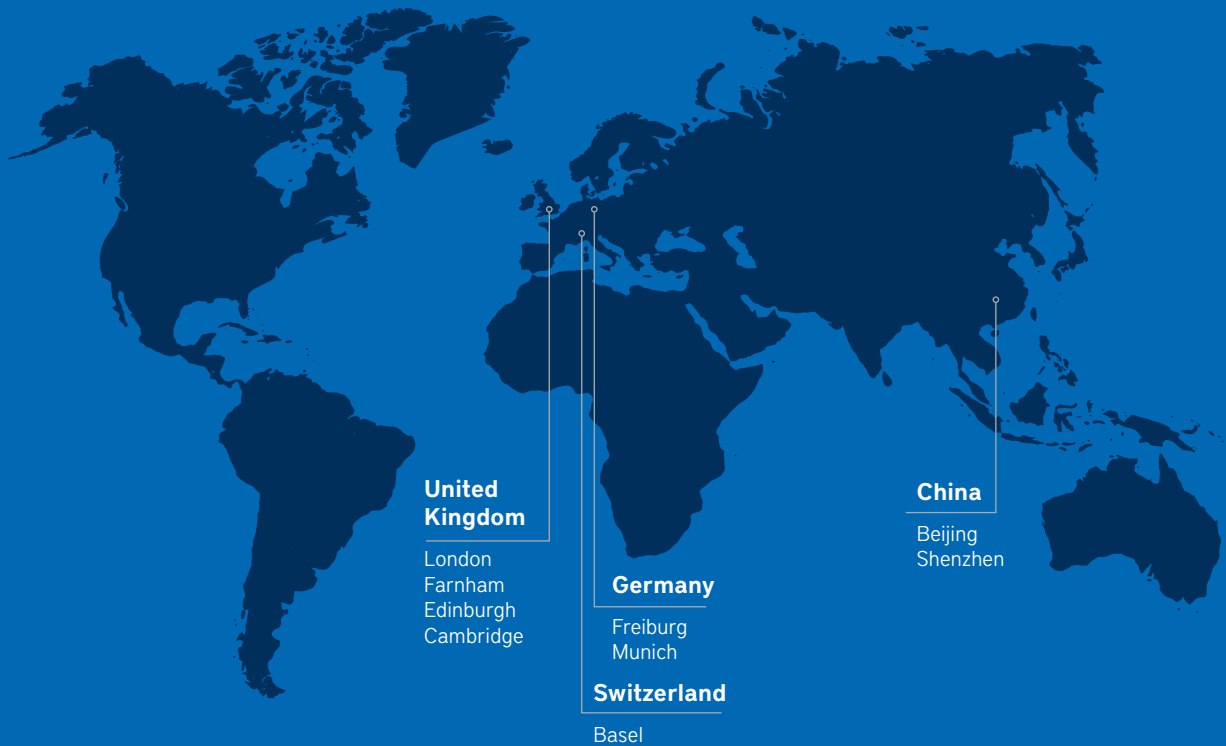 United
Kingdom
London
Farnham
Edinburgh
Cambridge
Germany
Freiburg
Munich
Switzerland
Basel
China
Beijing
Shenzhen